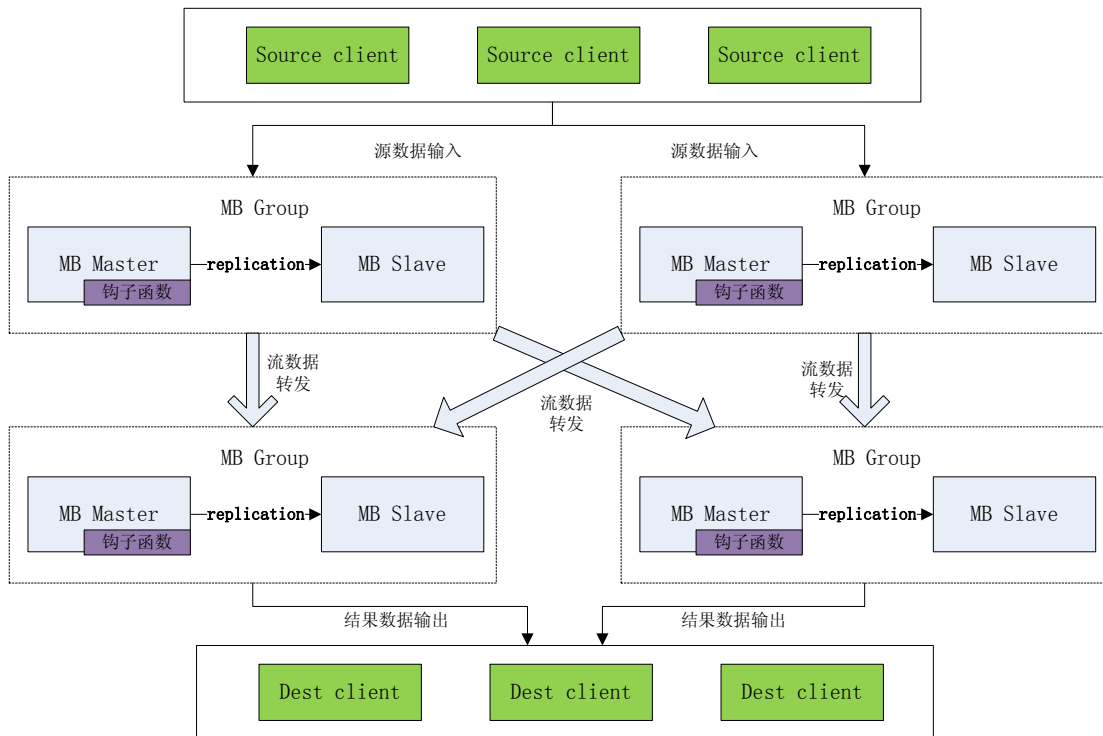 Source client
Source client
Source client
源数据输入
源数据输入
MB Group
MB Group
MB Master
replication
MB Slave
钩子函数
MB Master
replication
MB Slave
钩子函数
流数据
转发
流数据
转发
流数据
转发
MB Group
MB Group
MB Master
replication
MB Slave
钩子函数
MB Master
replication
MB Slave
钩子函数
结果数据输出
结果数据输出
Dest client
Dest client
Dest client